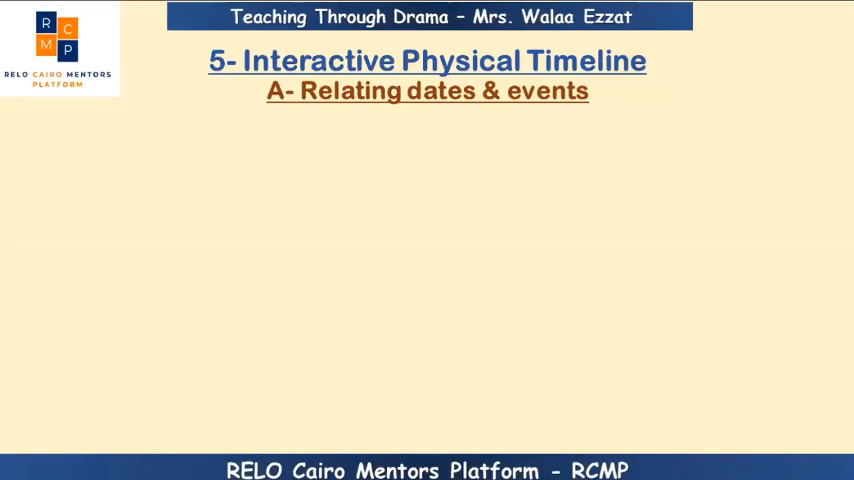 Teaching Through Drama – Mrs. Walaa Ezzat
R C
M P
RELO CAIRO MENTORS
PLATFORM
5- Interactive Physical Timeline
A- Relating dates & events
RELO Cairo Mentors Platform - RCMP